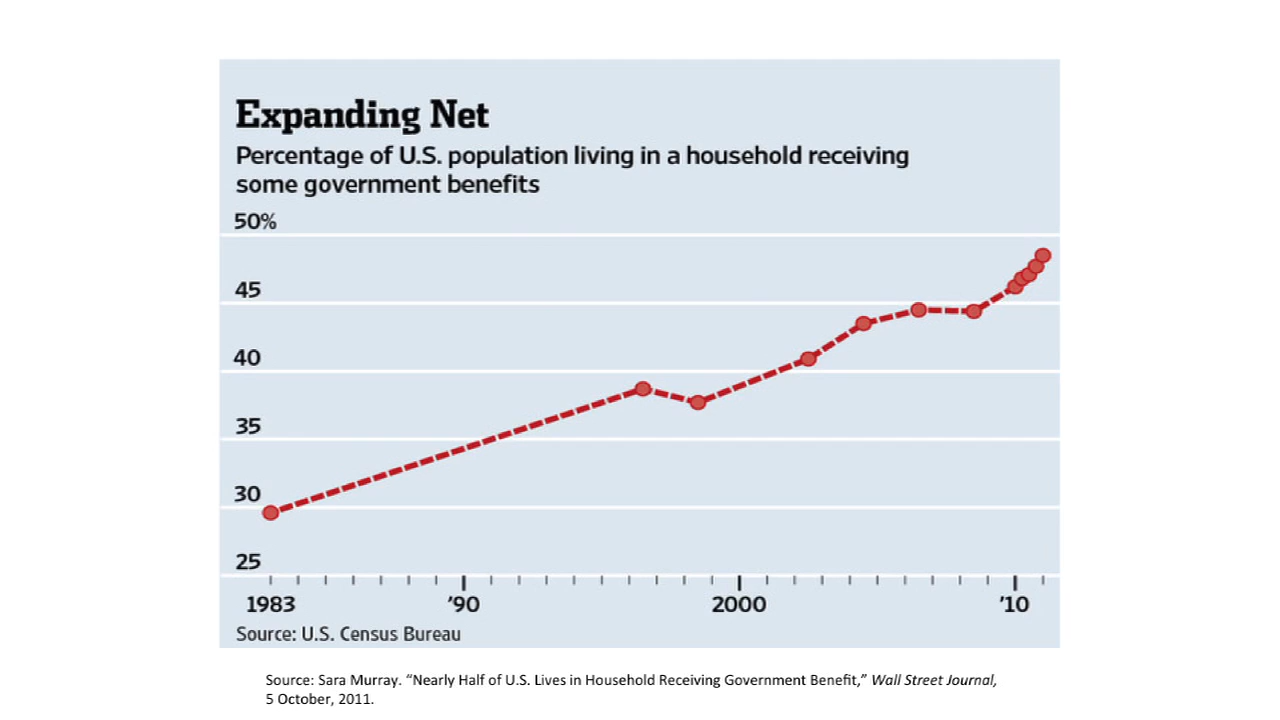 Expanding Net
Percentage of U.S. population living in a household receiving
some government benefits
50%
45
40
35
30
25
1983 ’90 2000 ’10
Source: U.S. Census Bureau
Source: Sara Murray. “Nearly Half of U.S. Lives in Household Receiving Government Benefit,” Wall Street Journal,
5 October, 2011.